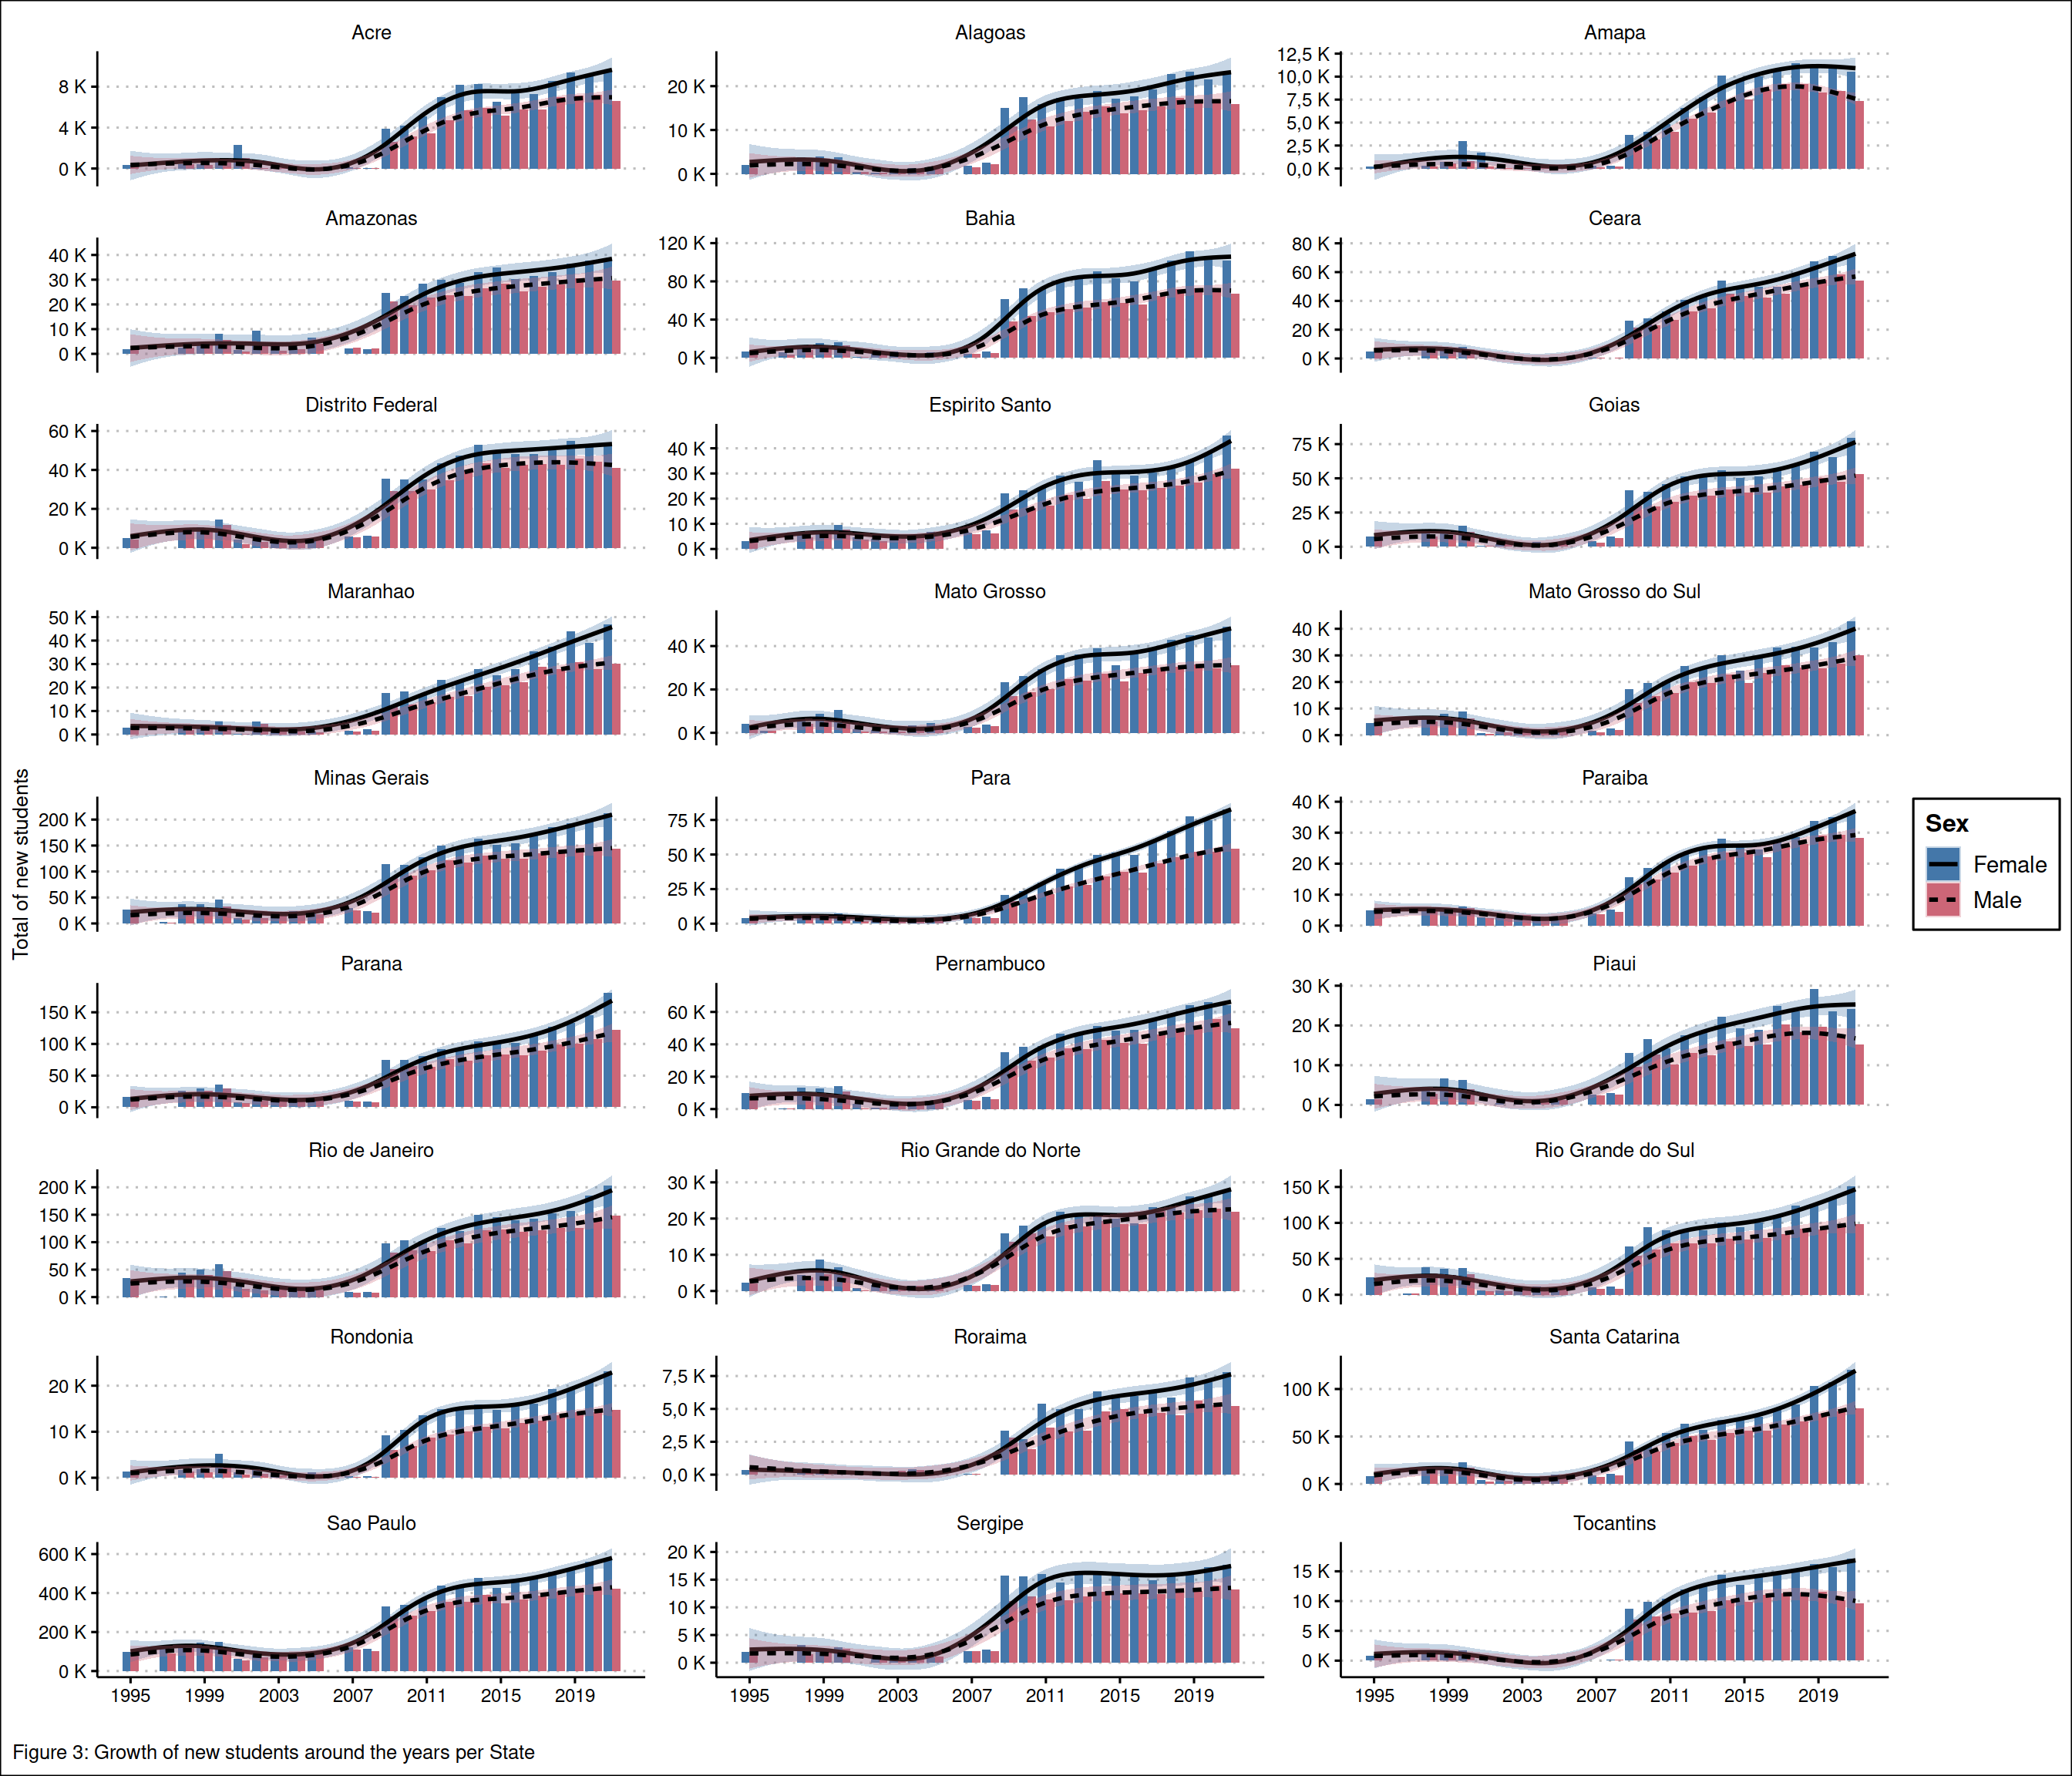 Acre
Alagoas
Amapa
8 K
4 K
0 K
20 K
10 K
0 K
12,5 K
10,0 K
7,5 K
5,0 K
2,5 K
0,0 K
Amazonas
Bahia
Ceara
40 K
30 K
20 K
10 K
0 K
120 K
80 K
40 K
0 K
80 K
60 K
40 K
20 K
0 K
Distrito Federal
Espirito Santo
Goias
60 K
40 K
20 K
0 K
40 K
30 K
20 K
10 K
0 K
75 K
50 K
25 K
0 K
Maranhao
Mato Grosso
Mato Grosso do Sul
50 K
40 K
30 K
20 K
10 K
0 K
40 K
20 K
0 K
40 K
30 K
20 K
10 K
0 K
Total of new students
Minas Gerais
Para
Paraiba
200 K
150 K
100 K
50 K
0 K
75 K
50 K
25 K
0 K
40 K
30 K
20 K
10 K
0 K
Sex
Female
Male
Parana
Pernambuco
Piaui
150 K
100 K
50 K
0 K
60 K
40 K
20 K
0 K
30 K
20 K
10 K
0 K
Rio de Janeiro
Rio Grande do Norte
Rio Grande do Sul
200 K
150 K
100 K
50 K
0 K
30 K
20 K
10 K
0 K
150 K
100 K
50 K
0 K
Rondonia
Roraima
Santa Catarina
20 K
10 K
0 K
7,5 K
5,0 K
2,5 K
0,0 K
100 K
50 K
0 K
Sao Paulo
Sergipe
Tocantins
600 K
400 K
200 K
0 K
20 K
15 K
10 K
5 K
0 K
15 K
10 K
5 K
0 K
1995 1999 2003 2007 2011 2015 2019
1995 1999 2003 2007 2011 2015 2019
1995 1999 2003 2007 2011 2015 2019
Figure 3: Growth of new students around the years per State